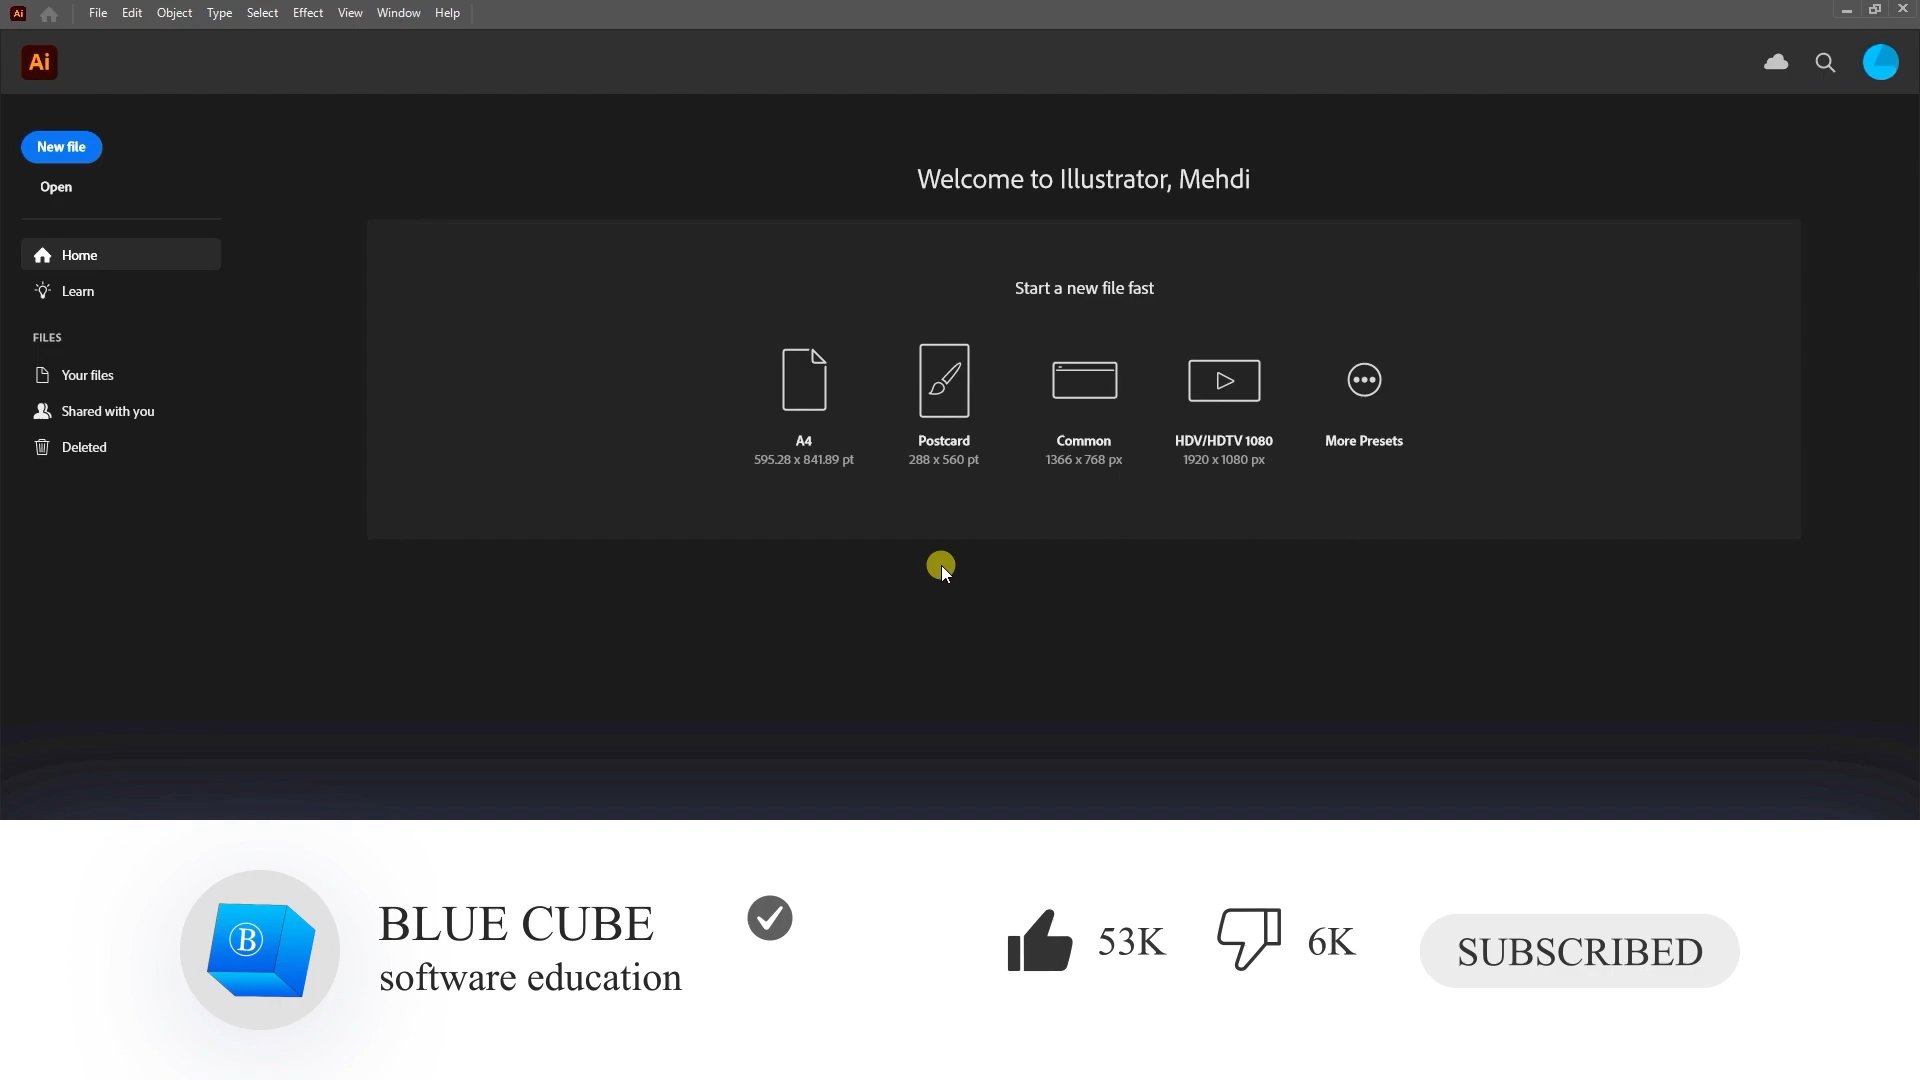 Ai File Edit Object Type Select Effect View Window Help
Ai
New file
Open
Home
Learn
FILES
Your files
Shared with you
Deleted
Welcome to Illustrator, Mehdi
Start a new file fast
A4 Postcard Common HDV/HDTV 1080 More Presets
595.28 x 841.89 pt 288 x 560 pt 1366 x 768 px 1920 x 1080 px
B
BLUE CUBE
software education
53K 6K SUBSCRIBED